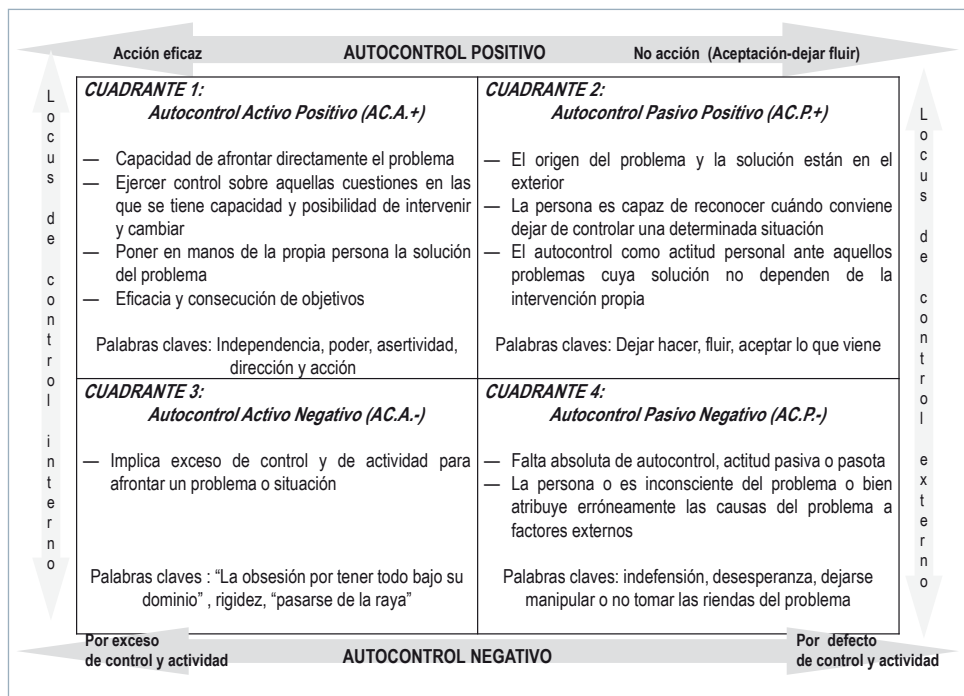 Acción eficaz AUTOCONTROL POSITIVO No acción (Aceptación-dejar fluir)
Locus de control interno
CUADRANTE 1:
Autocontrol Activo Positivo (AC.A.+)
— Capacidad de afrontar directamente el problema
— Ejercer control sobre aquellas cuestiones en las
que se tiene capacidad y posibilidad de intervenir
y cambiar
— Poner en manos de la propia persona la solución
del problema
— Eficacia y consecución de objetivos
Palabras claves: Independencia, poder, asertividad,
dirección y acción
CUADRANTE 2:
Autocontrol Pasivo Positivo (AC.P.+)
— El origen del problema y la solución están en el
exterior
— La persona es capaz de reconocer cuándo conviene
dejar de controlar una determinada situación
— El autocontrol como actitud personal ante aquellos
problemas cuya solución no dependen de la
intervención propia
Palabras claves: Dejar hacer, fluir, aceptar lo que viene
Locus de control externo
CUADRANTE 3:
Autocontrol Activo Negativo (AC.A.-)
— Implica exceso de control y de actividad para
afrontar un problema o situación
Palabras claves : “La obsesión por tener todo bajo su
dominio” , rigidez, “pasarse de la raya”
CUADRANTE 4:
Autocontrol Pasivo Negativo (AC.P.-)
— Falta absoluta de autocontrol, actitud pasiva o pasota
— La persona o es inconsciente del problema o bien
atribuye erróneamente las causas del problema a
factores externos
Palabras claves: indefensión, desesperanza, dejarse
manipular o no tomar las riendas del problema
Por exceso
de control y actividad
AUTOCONTROL NEGATIVO
Por defecto
de control y actividad